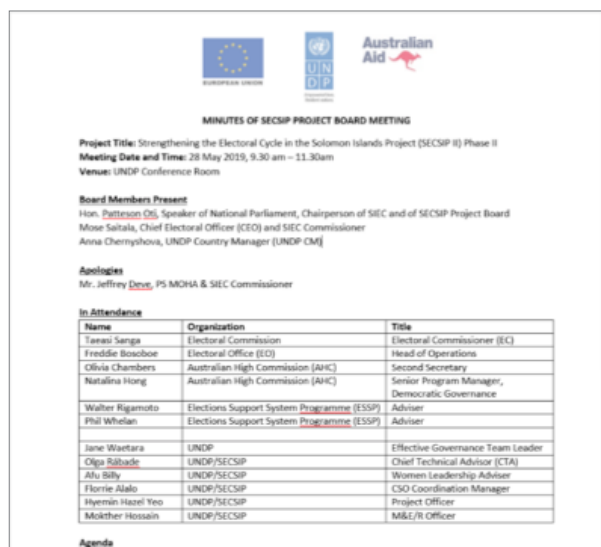 EUROPEAN UNION
U N
D P
Australian
Aid
MINUTES OF SECSIP PROJECT BOARD MEETING
Project Title: Strengthening the Electoral Cycle in the Solomon Islands Project (SECSIP II) Phase II
Meeting Date and Time: 28 May 2019, 9.30 am – 11.30am
Venue: UNDP Conference Room
Board Members Present
Hon. Patteson Oti, Speaker of National Parliament, Chairperson of SIEC and of SECSIP Project Board
Mose Saitala, Chief Electoral Officer (CEO) and SIEC Commissioner
Anna Chernyshova, UNDP Country Manager (UNDP CM)
Apologies
Mr. Jeffrey Deve, PS MOHA & SIEC Commissioner
In Attendance
Name Organization Title
Taeasi Sanga Electoral Commission Electoral Commissioner (EC)
Freddie Bosoboe Electoral Office (EO) Head of Operations
Olivia Chambers Australian High Commission (AHC) Second Secretary
Natalina Hong Australian High Commission (AHC) Senior Program Manager,
Democratic Governance
Walter Rigamoto Elections Support System Programme (ESSP) Adviser
Phil Whelan Elections Support System Programme (ESSP) Adviser
Jane Waetara UNDP Effective Governance Team Leader
Olga Rábade UNDP/SECSIP Chief Technical Advisor (CTA)
Afu Billy UNDP/SECSIP Women Leadership Adviser
Florrie Alalo UNDP/SECSIP CSO Coordination Manager
Hyemin Hazel Yeo UNDP/SECSIP Project Officer
Mokther Hossain UNDP/SECSIP M&E/R Officer
Agenda